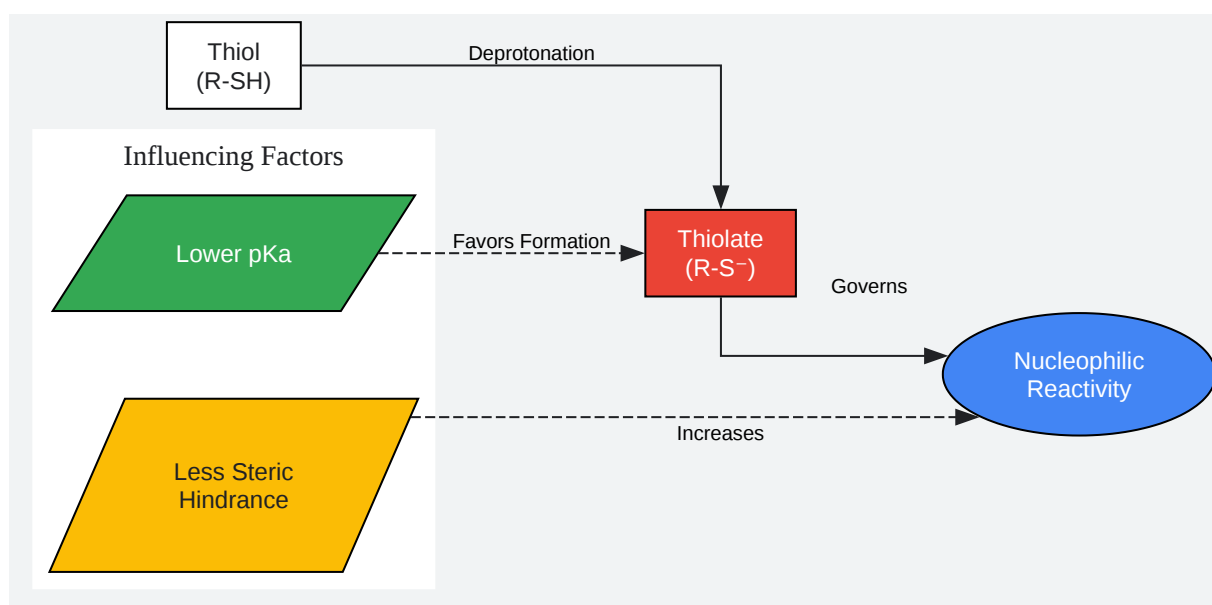 Thiol
(R-SH)
Deprotonation
Influencing Factors
Lower pKa
Favors Formation
Thiolate
(R-S⁻)
Governs
Nucleophilic
Reactivity
Increases
Less Steric
Hindrance